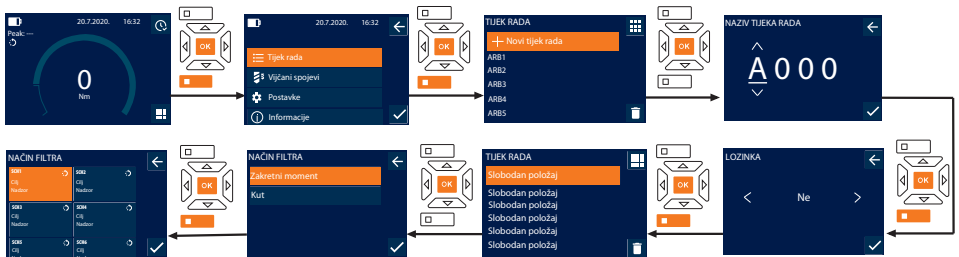 20.7.2020. 16:32
Peak: ---
0
Nm
OK
20.7.2020. 16:32
Tijek rada
Vijčani spojevi
Postavke
Informacije
OK
TIJEK RADA
Novi tijek rada
ARB1
ARB2
ARB3
ARB4
ARB5
OK
NAZIV TIJEKA RADA
A 0 0 0
NAČIN FILTRA
SCR1
Cilj
Nadzor
SCR2
Cilj
Nadzor
SCR3
Cilj
Nadzor
SCR4
Cilj
Nadzor
SCR5
Cilj
SCR6
Cilj
OK
NAČIN FILTRA
Zakretni moment
Kut
OK
TIJEK RADA
Slobodan položaj
Slobodan položaj
Slobodan položaj
Slobodan položaj
Slobodan položaj
Slobodan položaj
OK
LOZINKA
< Ne >
OK